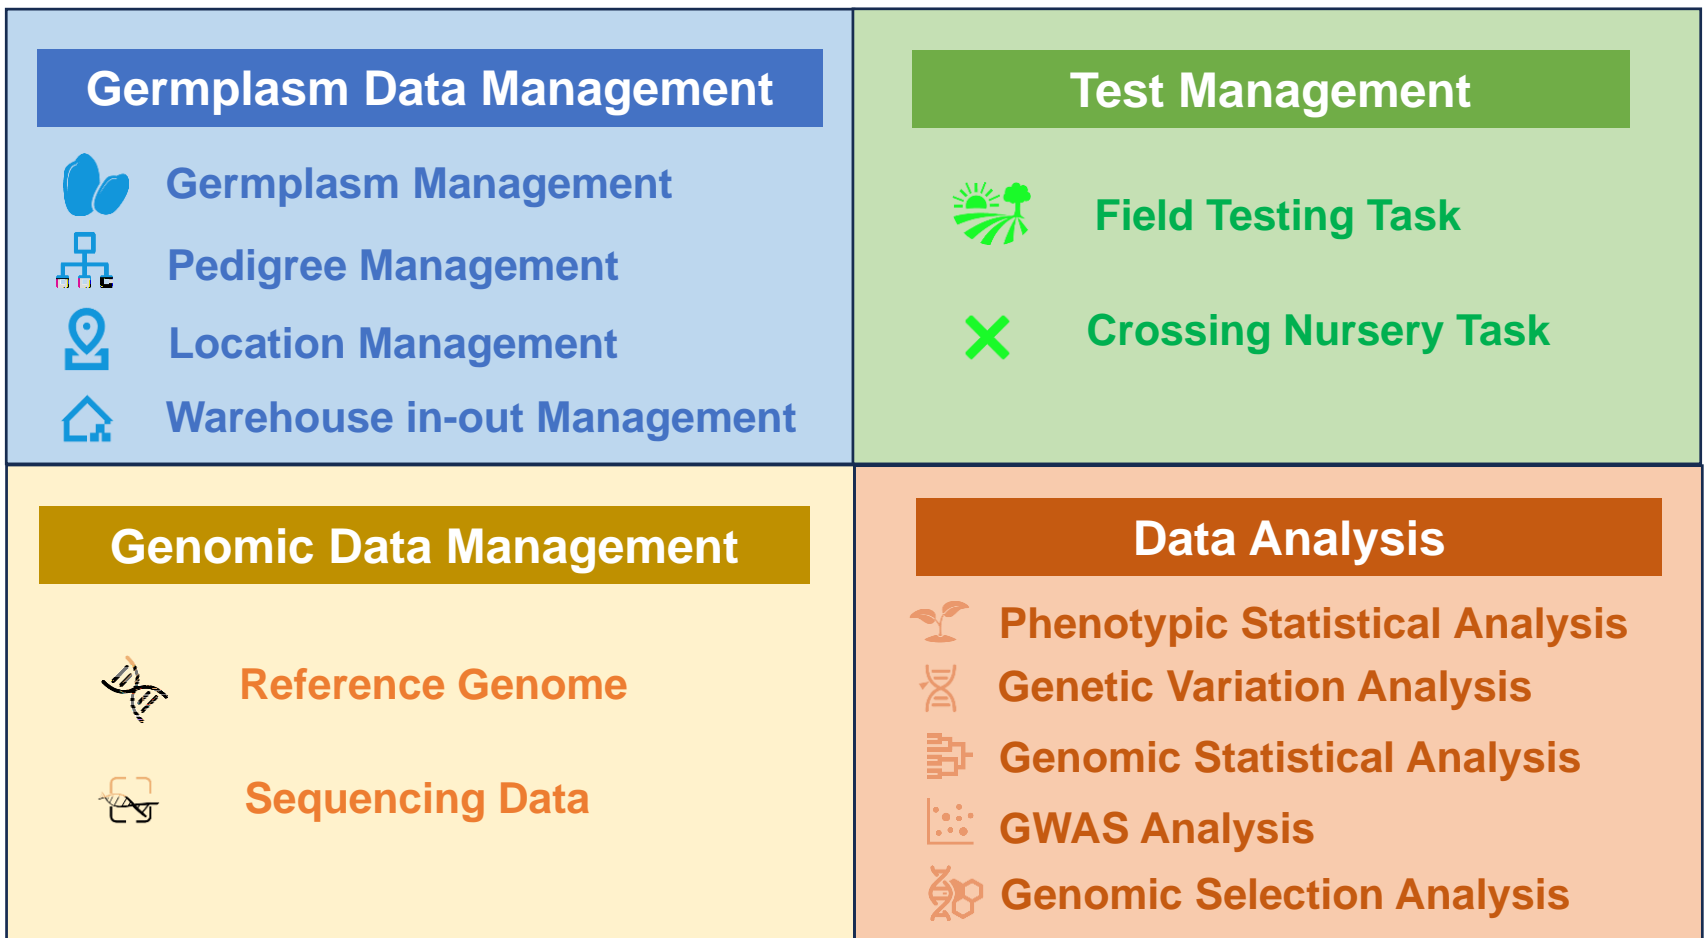 Germplasm Data Management
Germplasm Management
Pedigree Management
Location Management
Warehouse in-out Management
Test Management
Field Testing Task
Crossing Nursery Task
Genomic Data Management
Reference Genome
Sequencing Data
Data Analysis
Phenotypic Statistical Analysis
Genetic Variation Analysis
Genomic Statistical Analysis
GWAS Analysis
Genomic Selection Analysis